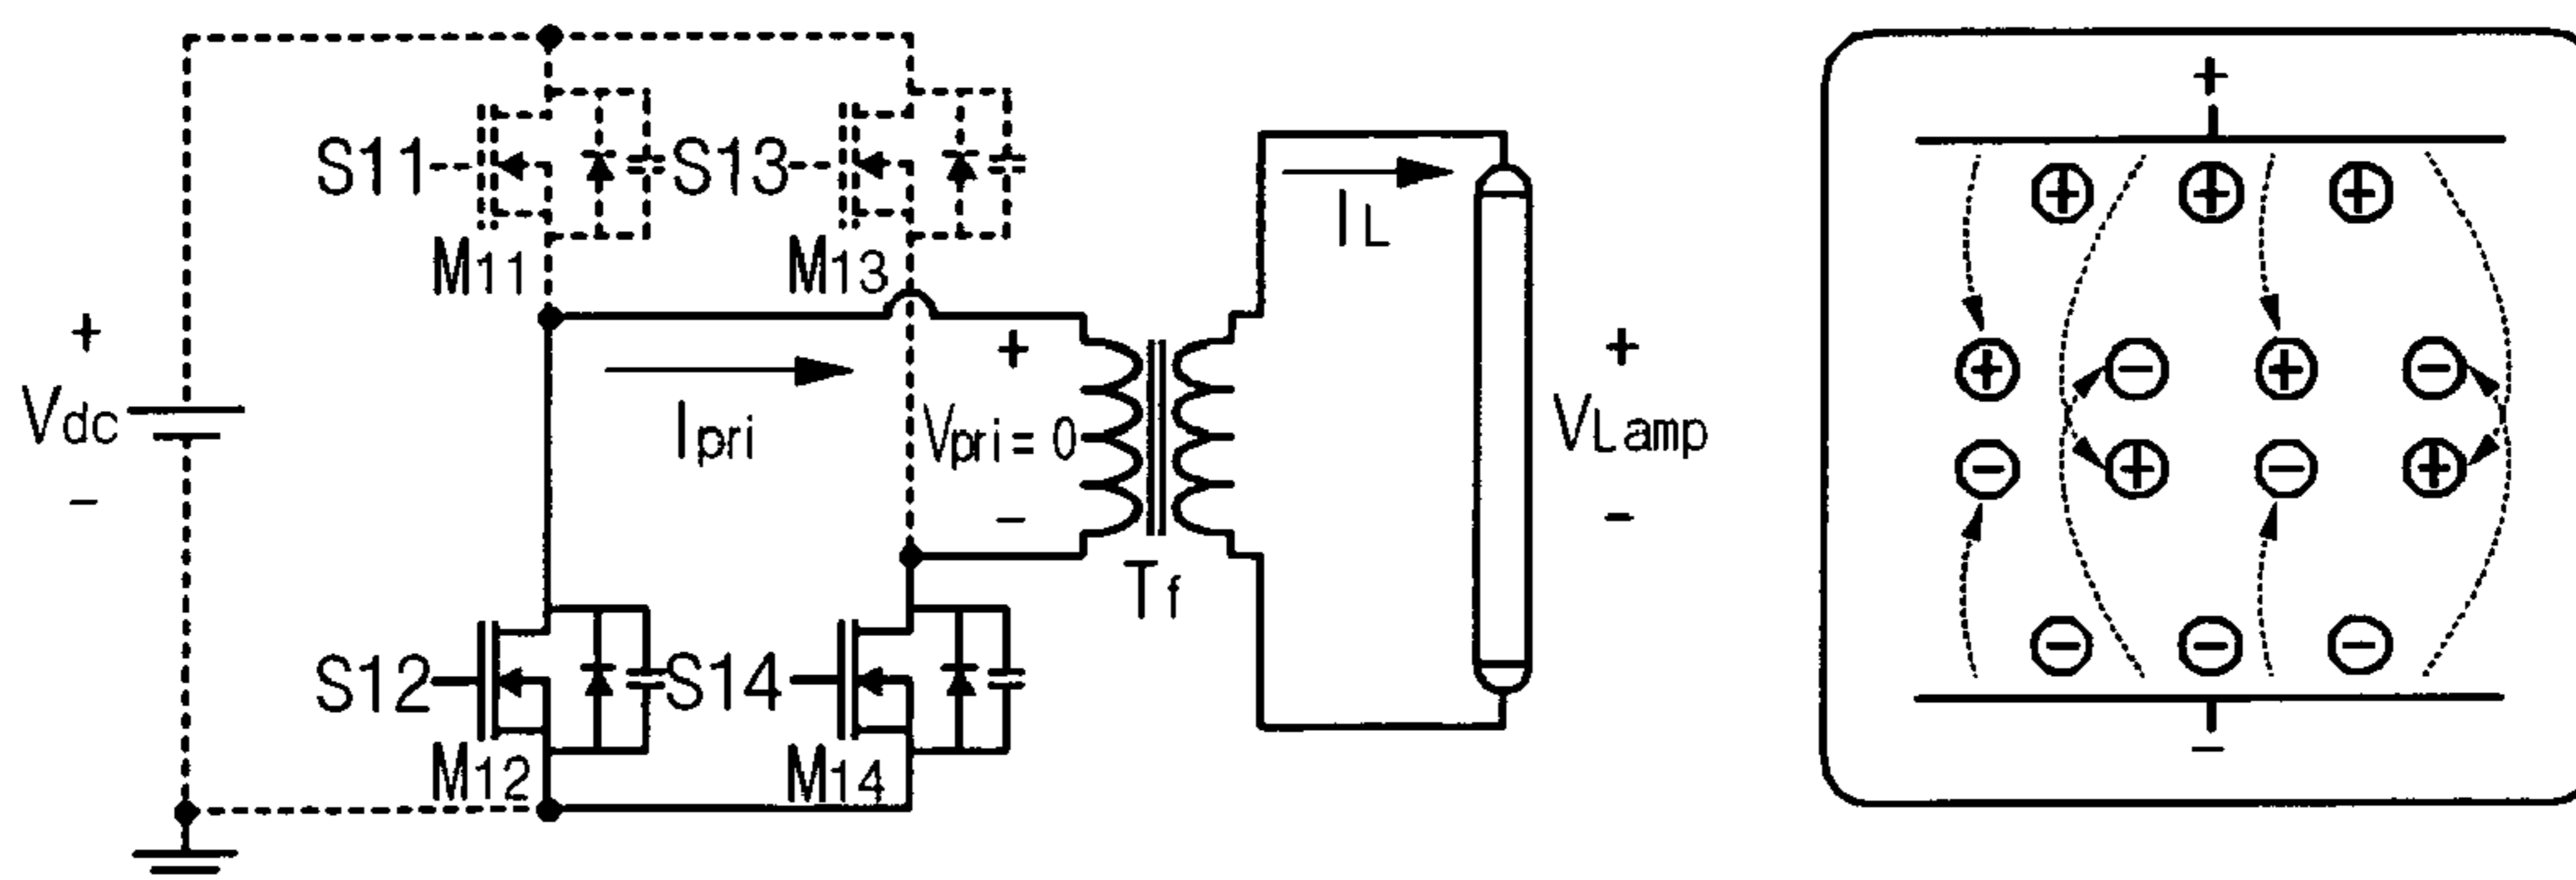 S11
S13
M11
M13
+
Vdc
-
Ipri
+
Vpri = 0
-
Tf
IL
+
VLamp
-
S12
S14
M12
M14
+
+ + +
+ - + -
- + - +
- - -
-